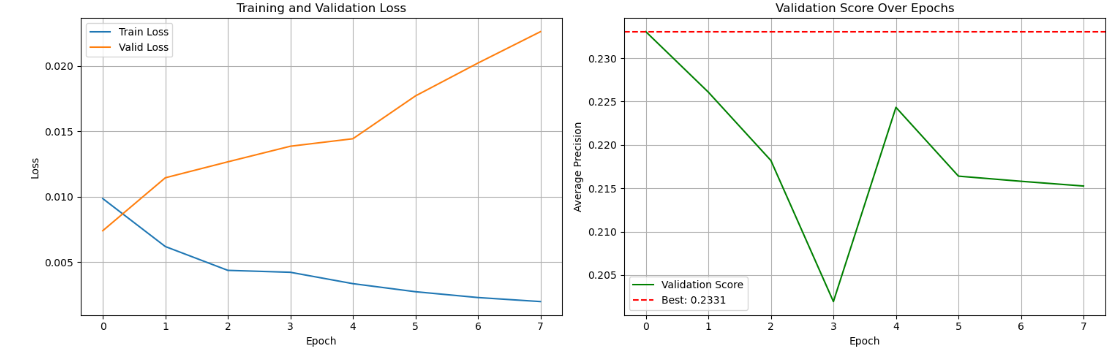 Training and Validation Loss
Train Loss
Valid Loss
0.020
0.015
0.010
0.005
Loss
0 1 2 3 4 5 6 7
Epoch
Validation Score Over Epochs
0.230
0.225
0.220
0.215
0.210
0.205
Average Precision
Validation Score
Best: 0.2331
0 1 2 3 4 5 6 7
Epoch